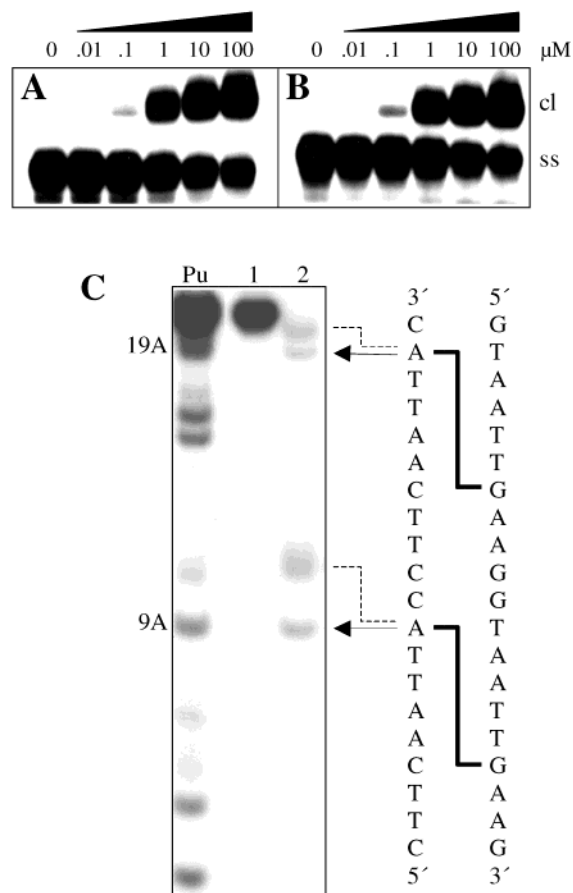 0 .01 .1 1 10 100 µM
0 .01 .1 1 10 100
A
B
cl
ss
C
Pu 1 2
19A
9A
3´ 5´
C G
A T
T A
T A
A T
A T
C G
T A
T A
C G
C G
A T
T A
T A
A T
A T
C G
T A
T A
C G
5´ 3´